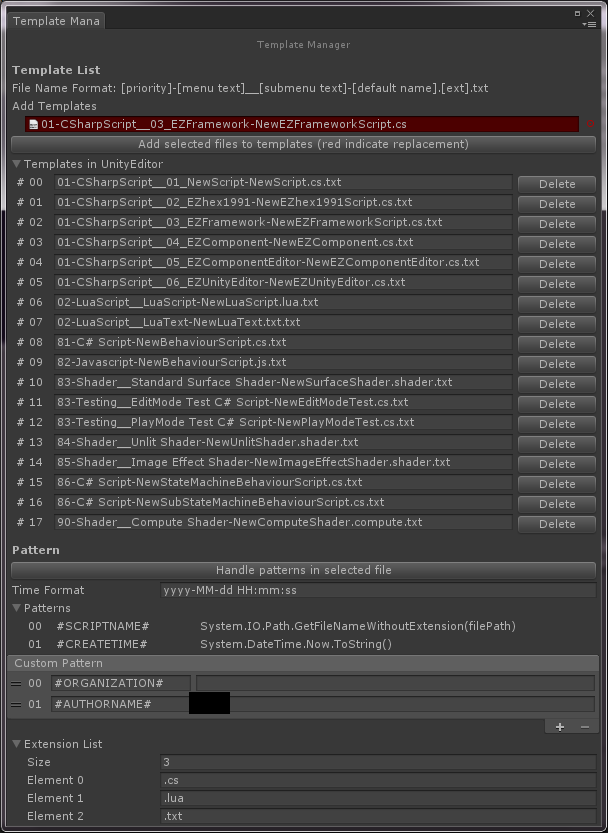 Template Mana
Template Manager
Template List
File Name Format: [priority]-[menu text]__[submenu text]-[default name].[ext].txt
Add Templates
01-CSharpScript__03_EZFramework-NewEZFrameworkScript.cs
Add selected files to templates (red indicate replacement)
Templates in UnityEditor
# 00 01-CSharpScript__01_NewScript-NewScript.cs.txt Delete
# 01 01-CSharpScript__02_EZhex1991-NewEZhex1991Script.cs.txt Delete
# 02 01-CSharpScript__03_EZFramework-NewEZFrameworkScript.cs.txt Delete
# 03 01-CSharpScript__04_EZComponent-NewEZComponent.cs.txt Delete
# 04 01-CSharpScript__05_EZComponentEditor-NewEZComponentEditor.cs.txt Delete
# 05 01-CSharpScript__06_EZUnityEditor-NewEZUnityEditor.cs.txt Delete
# 06 02-LuaScript__LuaScript-NewLuaScript.lua.txt Delete
# 07 02-LuaScript__LuaText-NewLuaText.txt.txt Delete
# 08 81-C# Script-NewBehaviourScript.cs.txt Delete
# 09 82-Javascript-NewBehaviourScript.js.txt Delete
# 10 83-Shader__Standard Surface Shader-NewSurfaceShader.shader.txt Delete
# 11 83-Testing__EditMode Test C# Script-NewEditModeTest.cs.txt Delete
# 12 83-Testing__PlayMode Test C# Script-NewPlayModeTest.cs.txt Delete
# 13 84-Shader__Unlit Shader-NewUnlitShader.shader.txt Delete
# 14 85-Shader__Image Effect Shader-NewImageEffectShader.shader.txt Delete
# 15 86-C# Script-NewStateMachineBehaviourScript.cs.txt Delete
# 16 86-C# Script-NewSubStateMachineBehaviourScript.cs.txt Delete
# 17 90-Shader__Compute Shader-NewComputeShader.compute.txt Delete
Pattern
Handle patterns in selected file
Time Format yyyy-MM-dd HH:mm:ss
Patterns
00 #SCRIPTNAME# System.IO.Path.GetFileNameWithoutExtension(filePath)
01 #CREATETIME# System.DateTime.Now.ToString()
Custom Pattern
00 #ORGANIZATION#
01 #AUTHORNAME#
Extension List
Size 3
Element 0 .cs
Element 1 .lua
Element 2 .txt